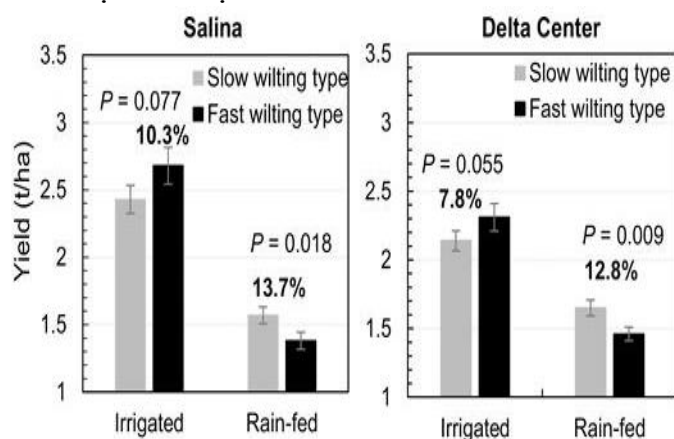 Salina
Yield (t/ha)
3.5
3
2.5
2
1.5
1
Slow wilting type
Fast wilting type
P = 0.077
10.3%
P = 0.018
13.7%
Irrigated
Rain-fed
Delta Center
3.5
3
2.5
2
1.5
1
Slow wilting type
Fast wilting type
P = 0.055
7.8%
P = 0.009
12.8%
Irrigated
Rain-fed